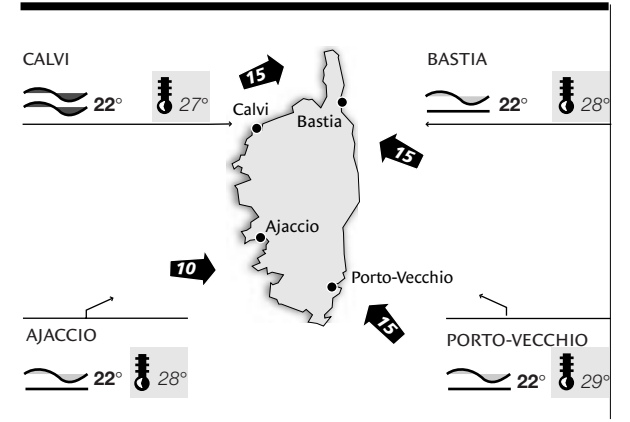 CALVI
22° 27°
15
BASTIA
22° 28°
Calvi
Bastia
15
Ajaccio
10
Porto-Vecchio
15
AJACCIO
22° 28°
PORTO-VECCHIO
22° 29°